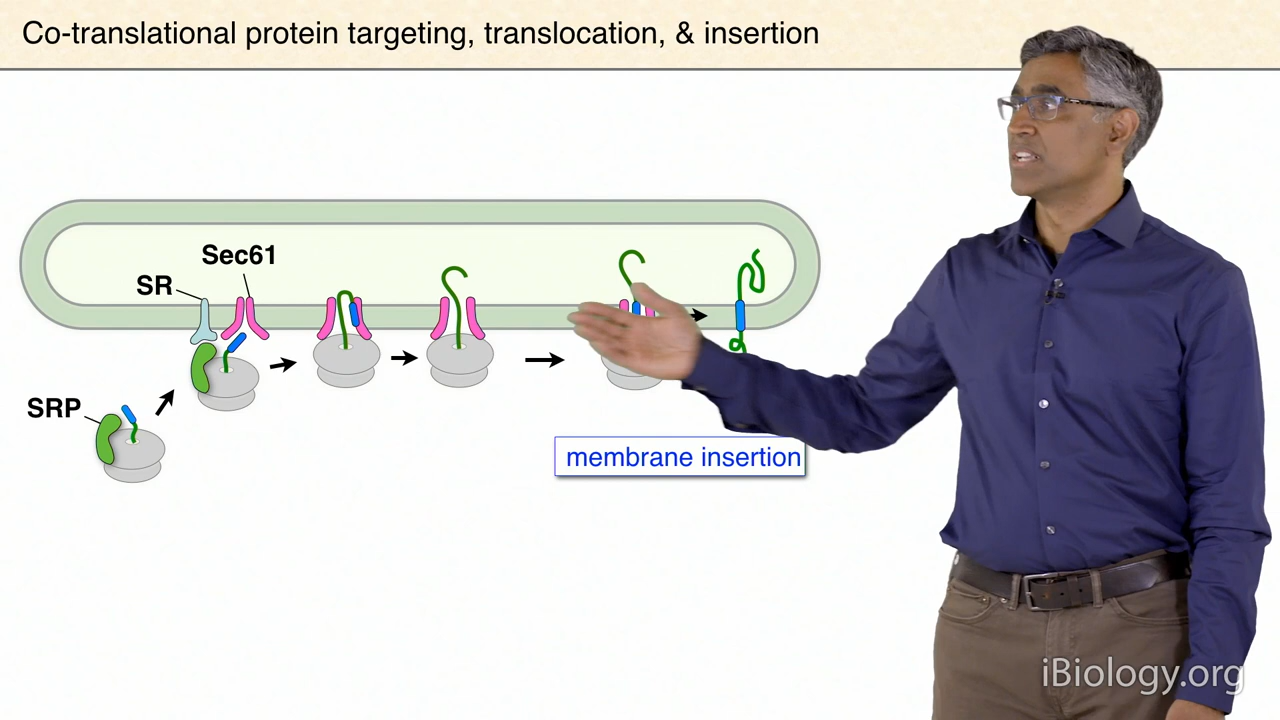 Co-translational protein targeting, translocation, & insertion
Sec61
SR
SRP
membrane insertion
iBiology.org